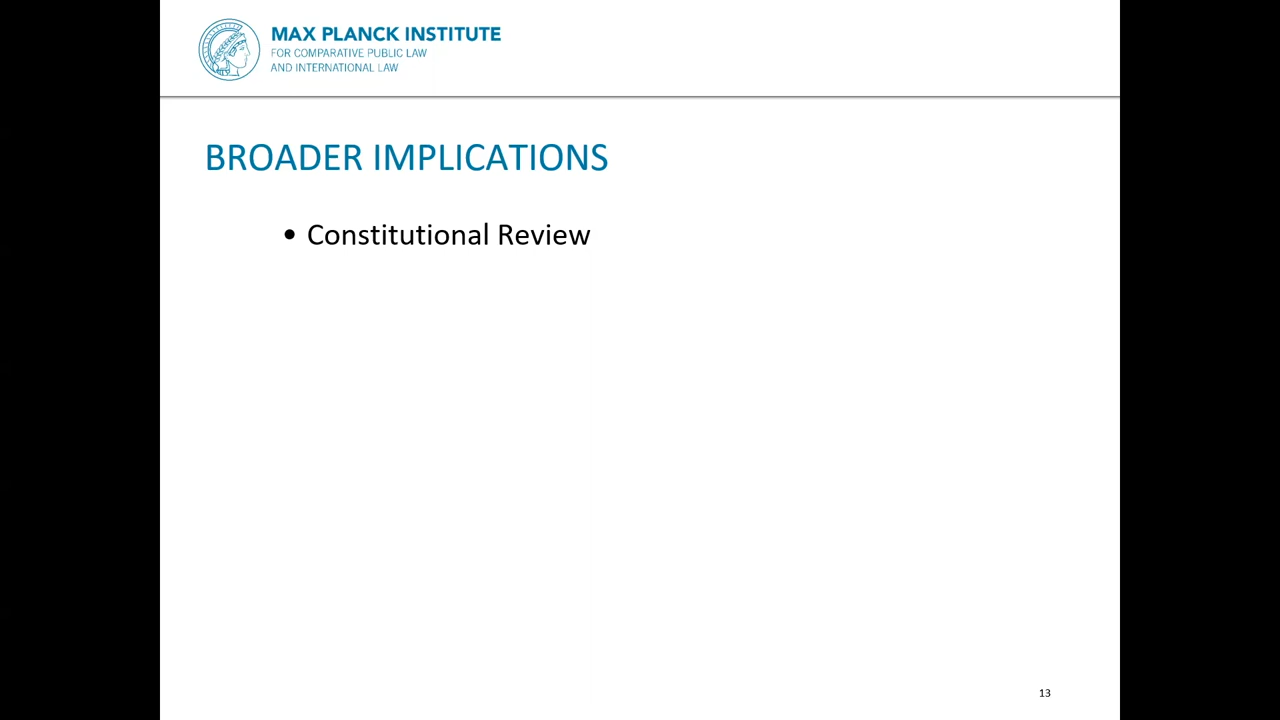 MAX PLANCK INSTITUTE
FOR COMPARATIVE PUBLIC LAW
AND INTERNATIONAL LAW
BROADER IMPLICATIONS
• Constitutional Review
13